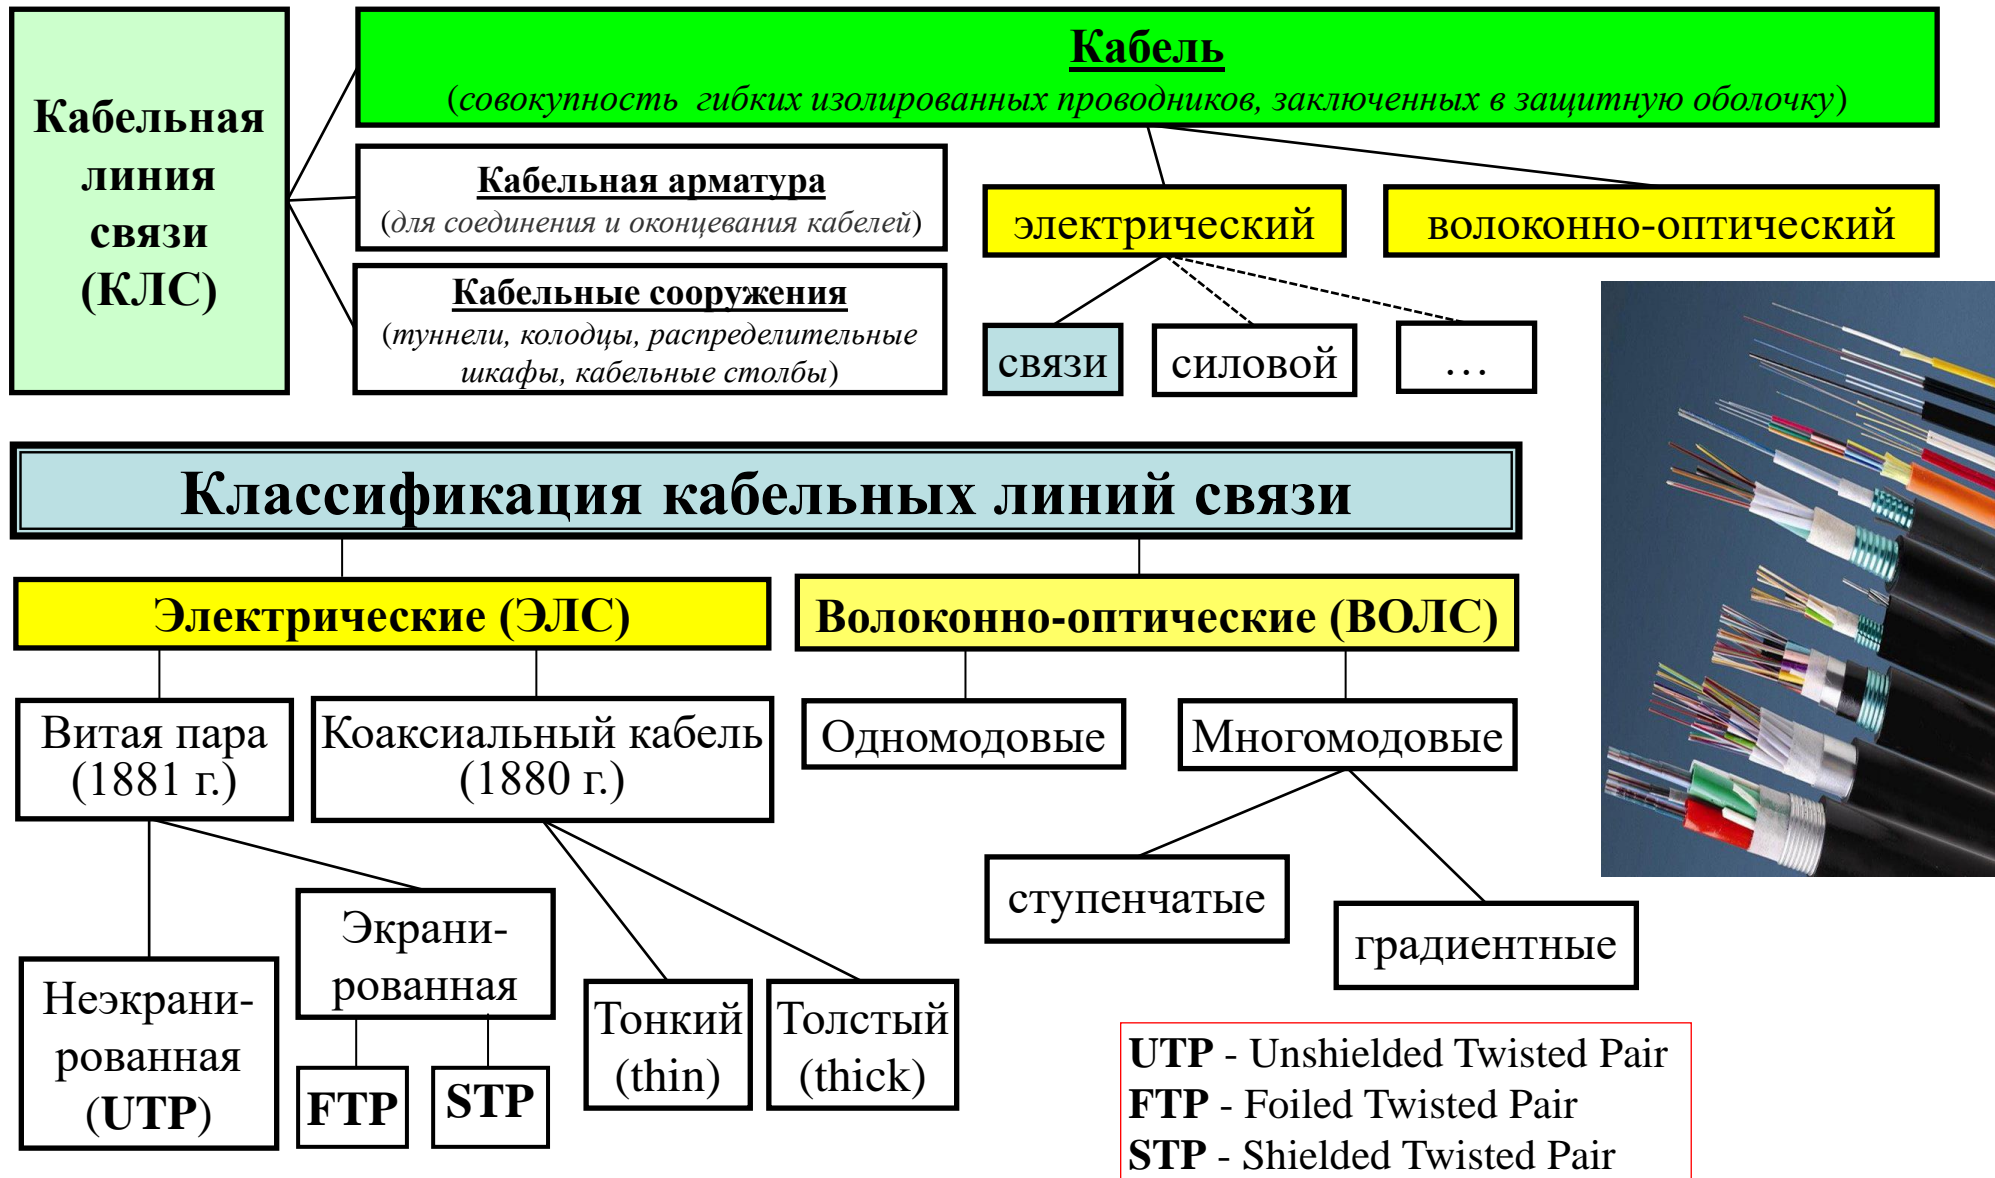 Кабельная
линия
связи
(КЛС)
Кабель
(совокупность гибких изолированных проводников, заключенных в защитную оболочку)
Кабельная арматура
(для соединения и оконцевания кабелей)
Кабельные сооружения
(туннели, колодцы, распределительные
шкафы, кабельные столбы)
электрический
волоконно-оптический
связи
силовой
…
Классификация кабельных линий связи
Электрические (ЭЛС)
Волоконно-оптические (ВОЛС)
Витая пара
(1881 г.)
Коаксиальный кабель
(1880 г.)
Одномодовые
Многомодовые
ступенчатые
градиентные
Экрани-
рованная
Неэкрани-
рованная
(UTP)
FTP
STP
Тонкий
(thin)
Толстый
(thick)
UTP - Unshielded Twisted Pair
FTP - Foiled Twisted Pair
STP - Shielded Twisted Pair